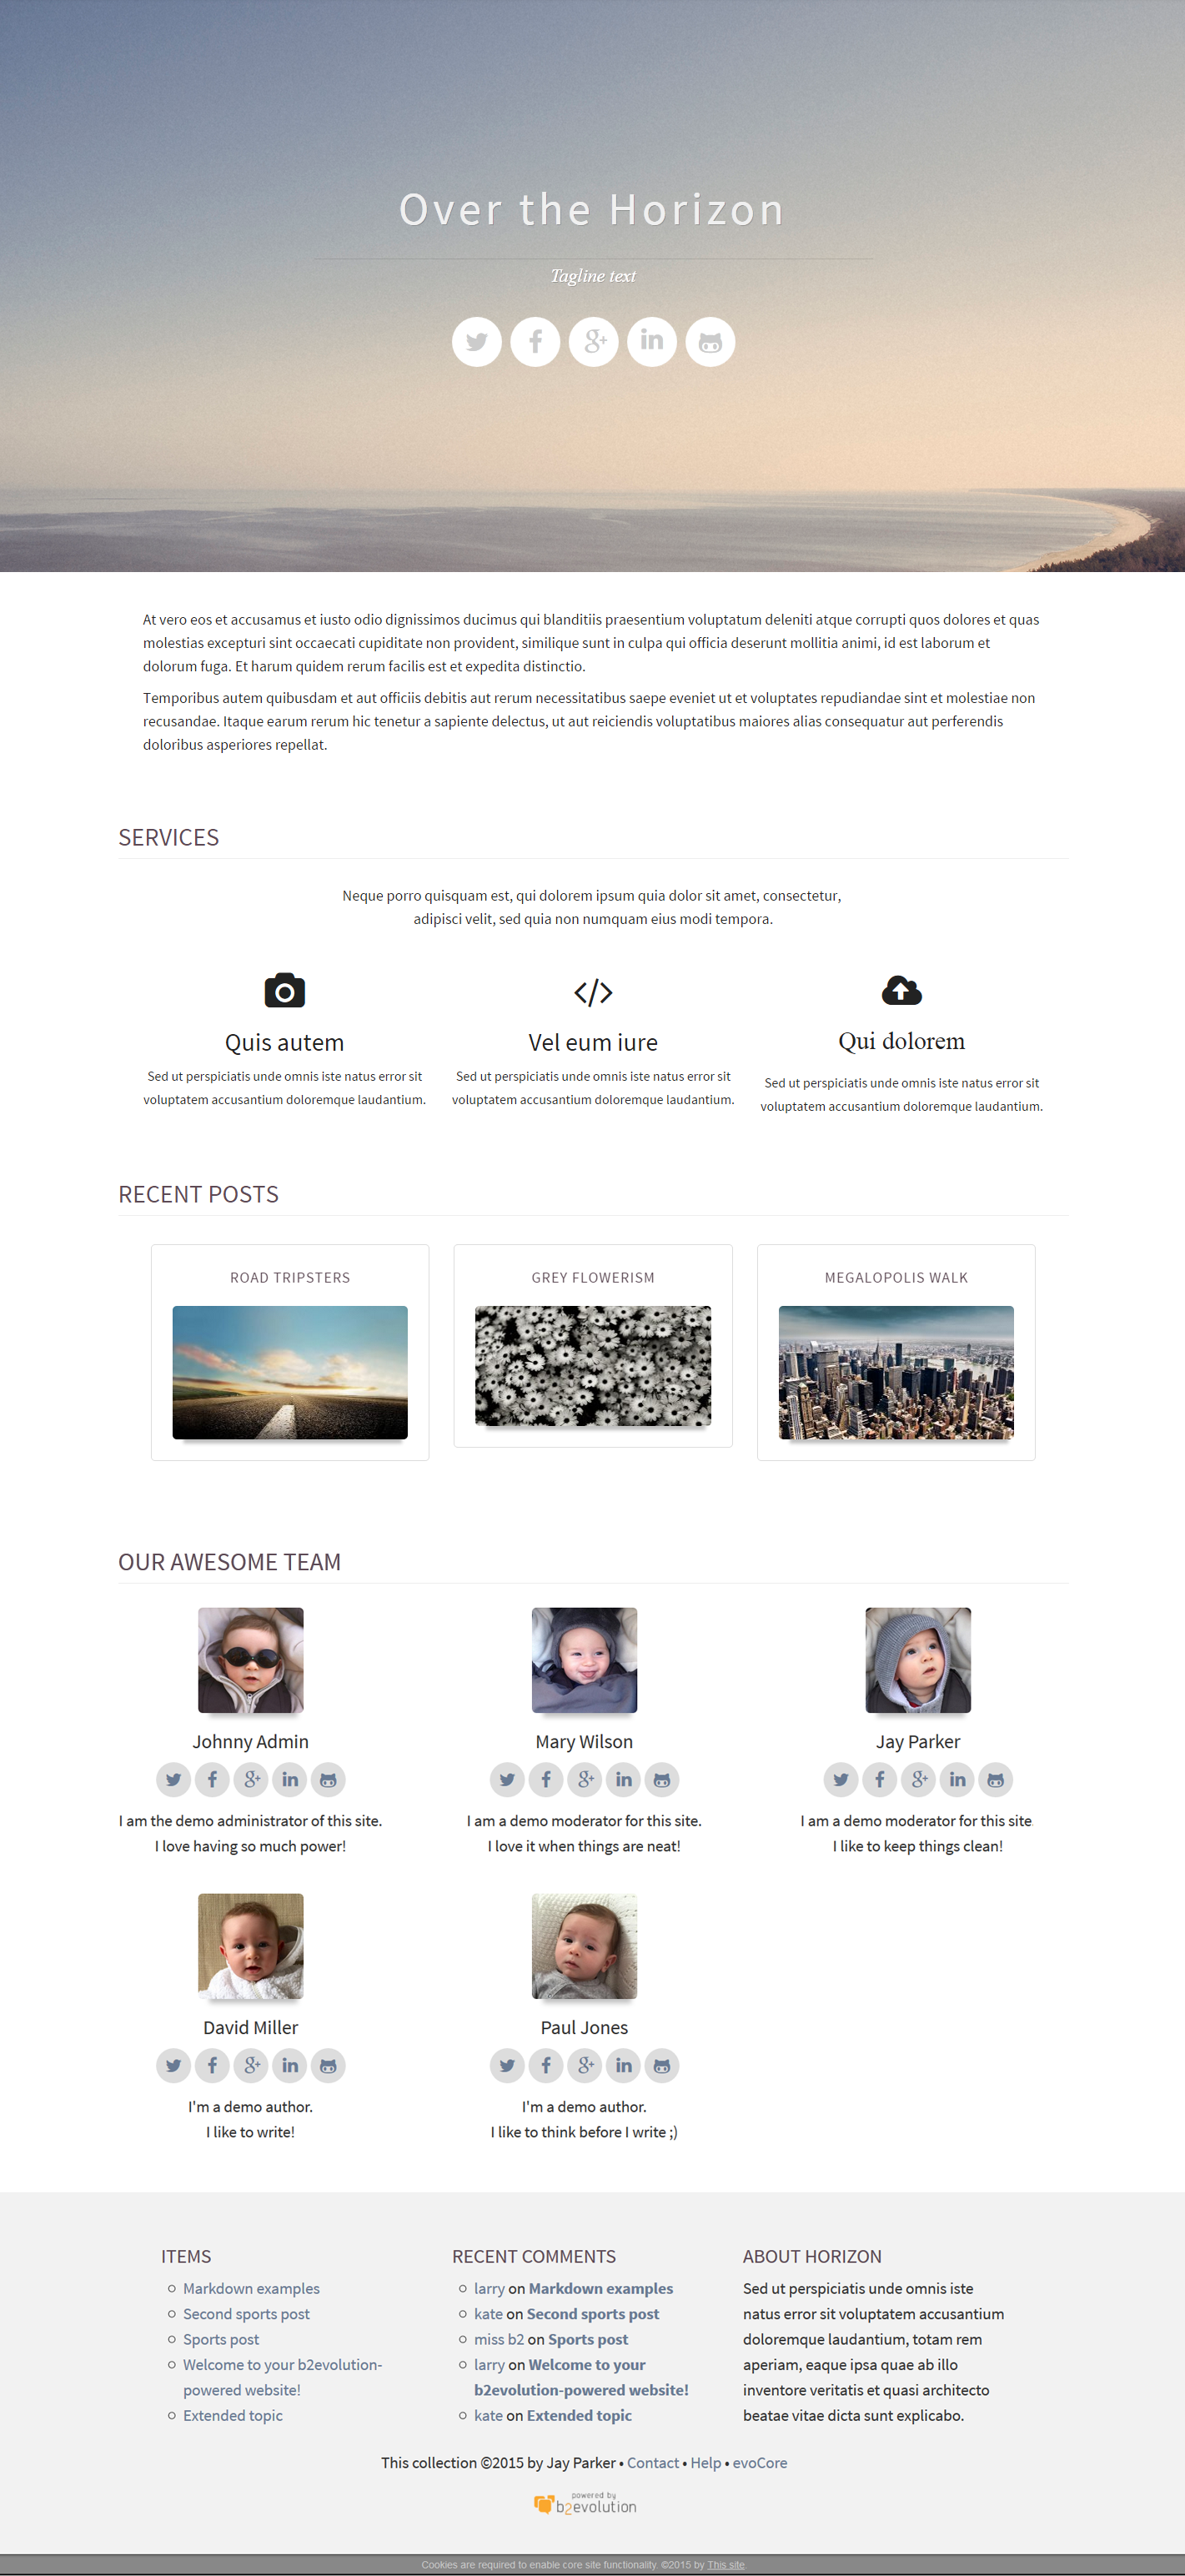 Over the Horizon
Tagline text
At vero eos et accusamus et iusto odio dignissimos ducimus qui blanditiis praesentium voluptatum deleniti atque corrupti quos dolores et quas
molestias excepturi sint occaecati cupiditate non provident, similique sunt in culpa qui officia deserunt mollitia animi, id est laborum et
dolorum fuga. Et harum quidem rerum facilis est et expedita distinctio.
Temporibus autem quibusdam et aut officiis debitis aut rerum necessitatibus saepe eveniet ut et voluptates repudiandae sint et molestiae non
recusandae. Itaque earum rerum hic tenetur a sapiente delectus, ut aut reiciendis voluptatibus maiores alias consequatur aut perferendis
doloribus asperiores repellat.
SERVICES
Neque porro quisquam est, qui dolorem ipsum quia dolor sit amet, consectetur,
adipisci velit, sed quia non numquam eius modi tempora.
Quis autem
Sed ut perspiciatis unde omnis iste natus error sit
voluptatem accusantium doloremque laudantium.
Vel eum iure
Sed ut perspiciatis unde omnis iste natus error sit
voluptatem accusantium doloremque laudantium.
Qui dolorem
Sed ut perspiciatis unde omnis iste natus error sit
voluptatem accusantium doloremque laudantium.
RECENT POSTS
ROAD TRIPSTERS
GREY FLOWERISM
MEGALOPOLIS WALK
OUR AWESOME TEAM
Johnny Admin
I am the demo administrator of this site.
I love having so much power!
Mary Wilson
I am a demo moderator for this site.
I love it when things are neat!
Jay Parker
I am a demo moderator for this site
I like to keep things clean!
David Miller
I'm a demo author.
I like to write!
Paul Jones
I'm a demo author.
I like to think before I write ;)
ITEMS
Markdown examples
Second sports post
Sports post
Welcome to your b2evolution-
powered website!
Extended topic
RECENT COMMENTS
larry on Markdown examples
kate on Second sports post
miss b2 on Sports post
larry on Welcome to your
b2evolution-powered website!
kate on Extended topic
ABOUT HORIZON
Sed ut perspiciatis unde omnis iste
natus error sit voluptatem accusantium
doloremque laudantium, totam rem
aperiam, eaque ipsa quae ab illo
inventore veritatis et quasi architecto
beatae vitae dicta sunt explicabo.
This collection ©2015 by Jay Parker • Contact • Help • evoCore
powered by
b2evolution
Cookies are required to enable core site functionality. ©2015 by This site.